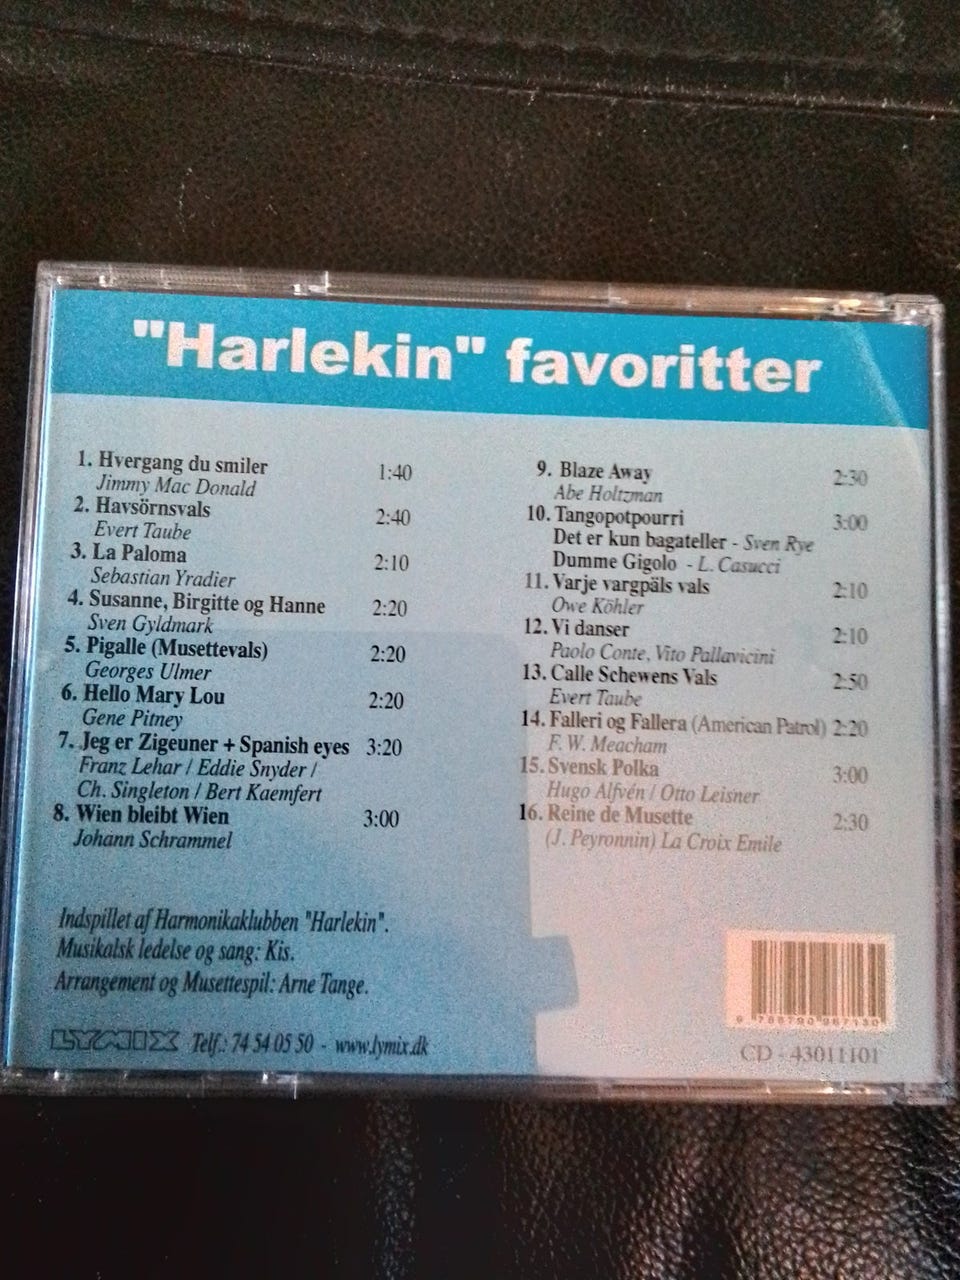 "Harlekin" favoritter
1. Hvergang du smiler 1:40
Jimmy Mac Donald
2. Havsörnsvals 2:40
Evert Taube
3. La Paloma 2:10
Sebastian Yradier
4. Susanne, Birgitte og Hanne 2:20
Sven Gyldmark
5. Pigalle (Musettevals) 2:20
Georges Ulmer
6. Hello Mary Lou 2:20
Gene Pitney
7. Jeg er Zigeuner + Spanish eyes 3:20
Franz Lehar / Eddie Snyder /
Ch. Singleton / Bert Kaemfert
8. Wien bleibt Wien 3:00
Johann Schrammel
9. Blaze Away 2:30
Abe Holtzman
10. Tangopotpourri 3:00
Det er kun bagateller - Sven Rye
Dumme Gigolo - L. Casucci
11. Varje vargpäls vals 2:10
Owe Köhler
12. Vi danser 2:10
Paolo Conte, Vito Pallavicini
13. Calle Schewens Vals 2:50
Evert Taube
14. Falleri og Fallera (American Patrol) 2:20
F. W. Meacham
15. Svensk Polka 3:00
Hugo Alfvén / Otto Leisner
16. Reine de Musette 2:30
(J. Peyronnin) La Croix Emile
Indspillet af Harmonikaklubben "Harlekin".
Musikalsk ledelse og sang: Kis.
Arrangement og Musettespil: Arne Tange.
LYMIX Telf.: 74 54 05 50 - www.lymix.dk
CD - 43011101